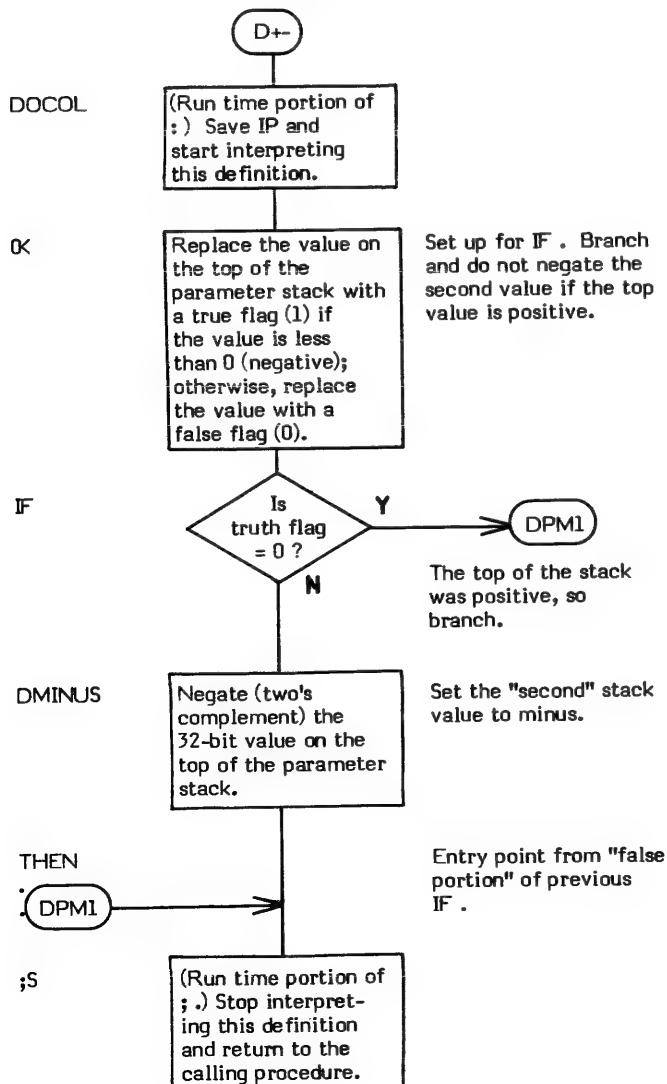 D+-
DOCOL
(Run time portion of
: ) Save IP and
start interpreting
this definition.
0<
Replace the value on
the top of the
parameter stack with
a true flag (1) if
the value is less
than 0 (negative);
otherwise, replace
the value with a
false flag (0).
Set up for IF . Branch
and do not negate the
second value if the top
value is positive.
IF
Is
truth flag
= 0 ?
Y
DPM1
N
The top of the stack
was positive, so
branch.
DMINUS
Negate (two's
complement) the
32-bit value on the
top of the parameter
stack.
Set the "second" stack
value to minus.
THEN
:
DPM1
Entry point from "false
portion" of previous
IF .
;S
(Run time portion of
; .) Stop interpret-
ing this definition
and return to the
calling procedure.